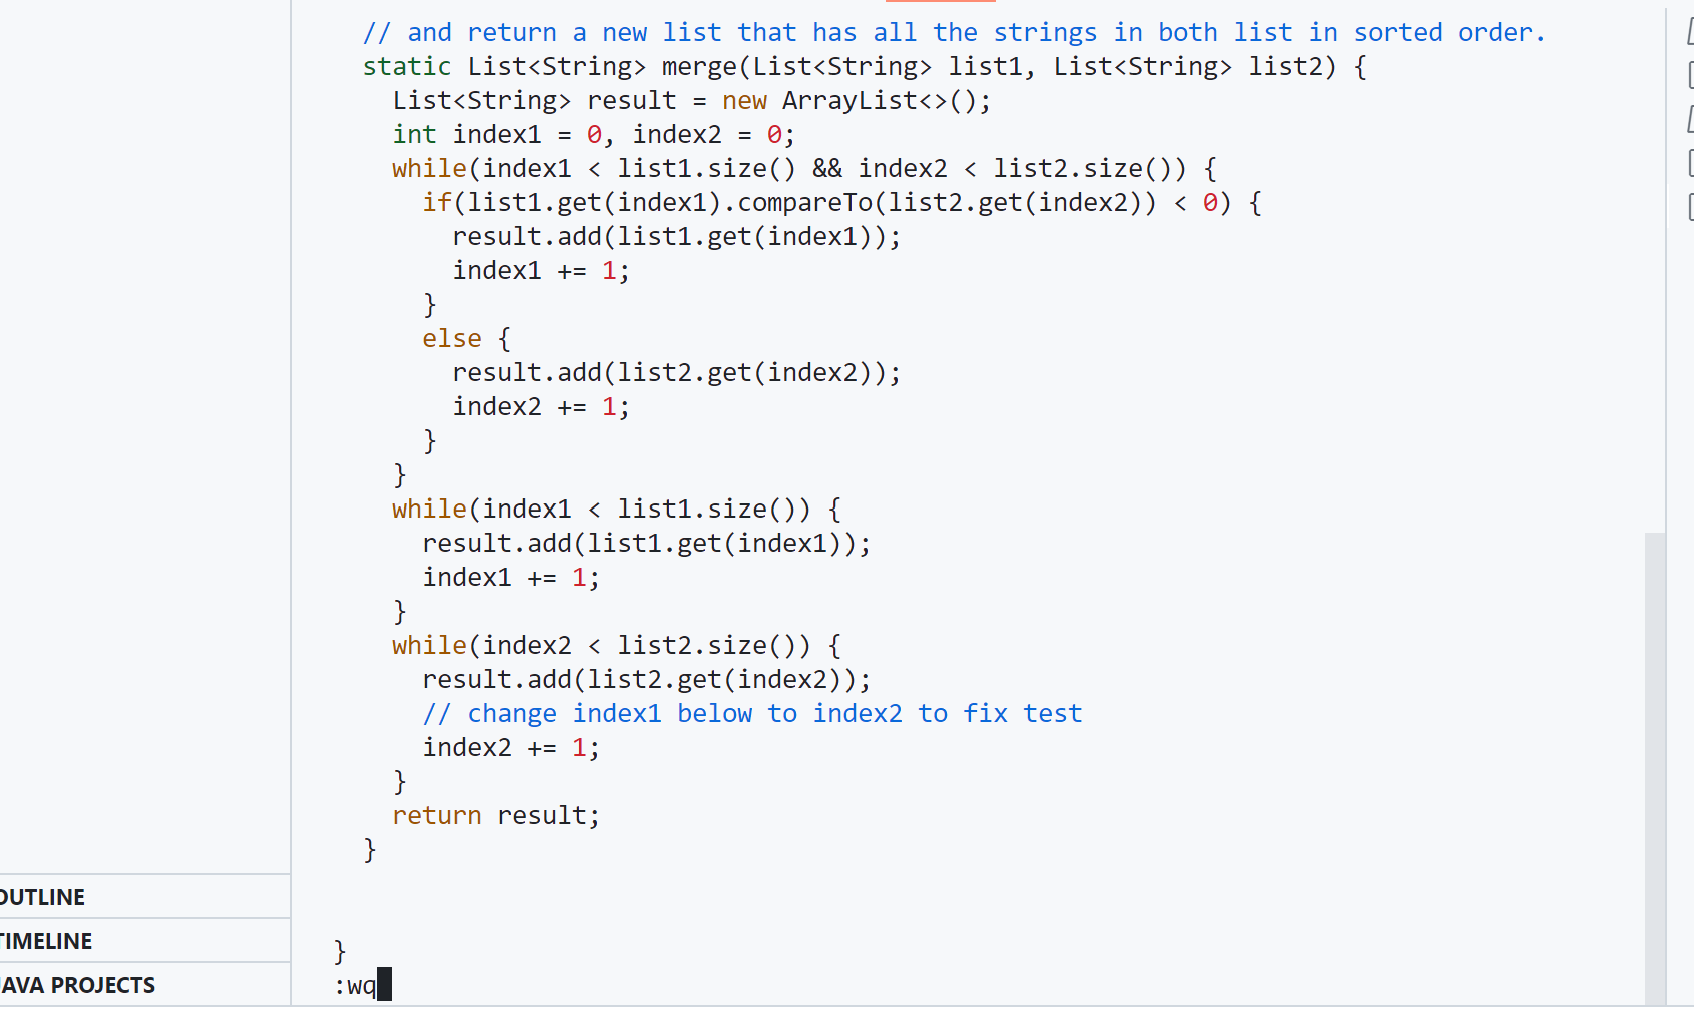 // and return a new list that has all the strings in both list in sorted order.
static List<String> merge(List<String> list1, List<String> list2) {
List<String> result = new ArrayList<>();
int index1 = 0, index2 = 0;
while(index1 < list1.size() && index2 < list2.size()) {
if(list1.get(index1).compareTo(list2.get(index2)) < 0) {
result.add(list1.get(index1));
index1 += 1;
}
else {
result.add(list2.get(index2));
index2 += 1;
}
}
while(index1 < list1.size()) {
result.add(list1.get(index1));
index1 += 1;
}
while(index2 < list2.size()) {
result.add(list2.get(index2));
// change index1 below to index2 to fix test
index2 += 1;
}
return result;
}
}
:wq
OUTLINE
TIMELINE
JAVA PROJECTS